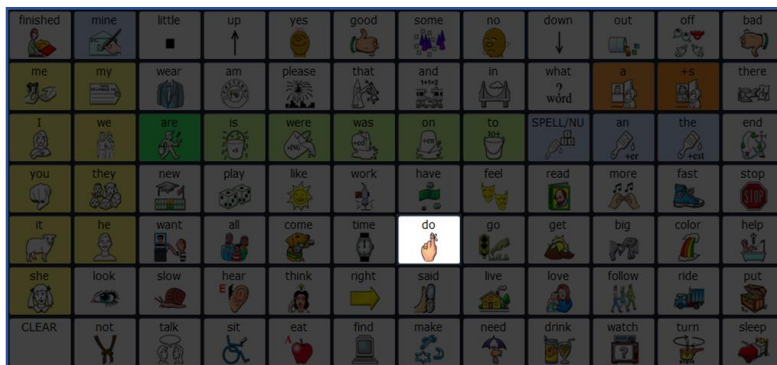 finished mine little up yes good some no down out off bad
me my wear am please that and in what a +s there
I we are is were was on to SPELL/NU an the end
you they new play like work have feel read more fast stop
it he want all come time do go get big color help
she look slow hear think right said live love follow ride put
CLEAR not talk sit eat find make need drink watch turn sleep